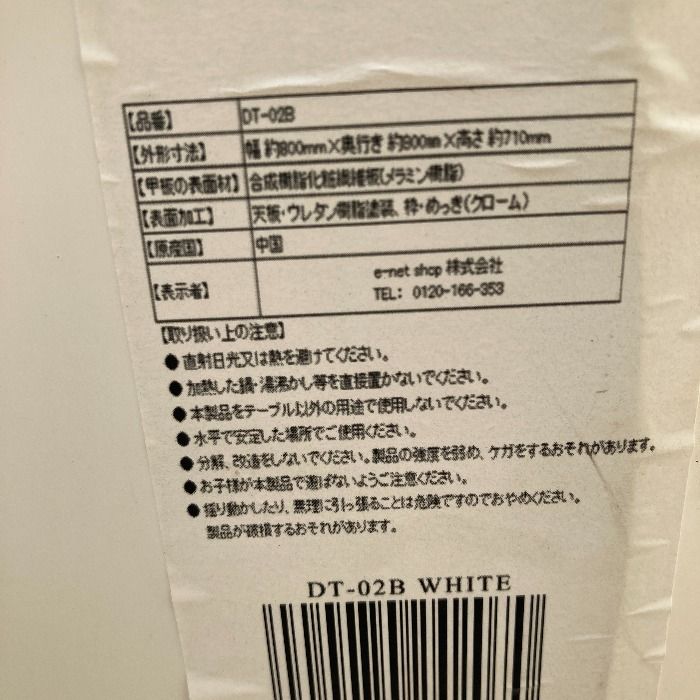 【品番】 DT-02B
【外形寸法】 幅 約800mm×奥行き 約800mm×高さ 約710mm
【甲板の表面材】 合成樹脂化粧繊維板(メラミン樹脂)
【表面加工】 天板・ウレタン樹脂塗装、枠・めっき(クローム)
【原産国】 中国
【表示者】 e-net shop 株式会社
TEL: 0120-166-353
【取り扱い上の注意】
●直射日光又は熱を避けてください。
●加熱した鍋・湯沸かし等を直接置かないでください。
●本製品をテーブル以外の用途で使用しないでください。
●水平で安定した場所でご使用ください。
●分解、改造をしないでください。製品の強度を弱め、ケガをするおそれがあります。
●お子様が本製品で遊ばないようご注意ください。
●揺り動かしたり、無理に引っ張ることは危険ですのでおやめください。
製品が破損するおそれがあります。
DT-02B WHITE